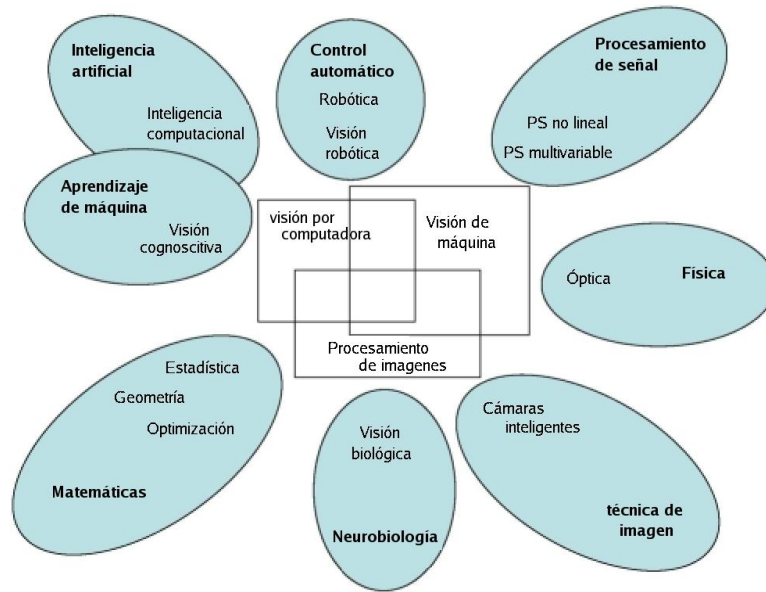 Inteligencia
artificial
Inteligencia
computacional
Control
automático
Robótica
Visión
robótica
Procesamiento
de señal
PS no lineal
PS multivariable
Aprendizaje
de máquina
Visión
cognoscitiva
visión por
computadora
Visión de
máquina
Procesamiento
de imagenes
Óptica
Física
Estadística
Geometría
Optimización
Matemáticas
Visión
biológica
Neurobiología
Cámaras
inteligentes
técnica de
imagen